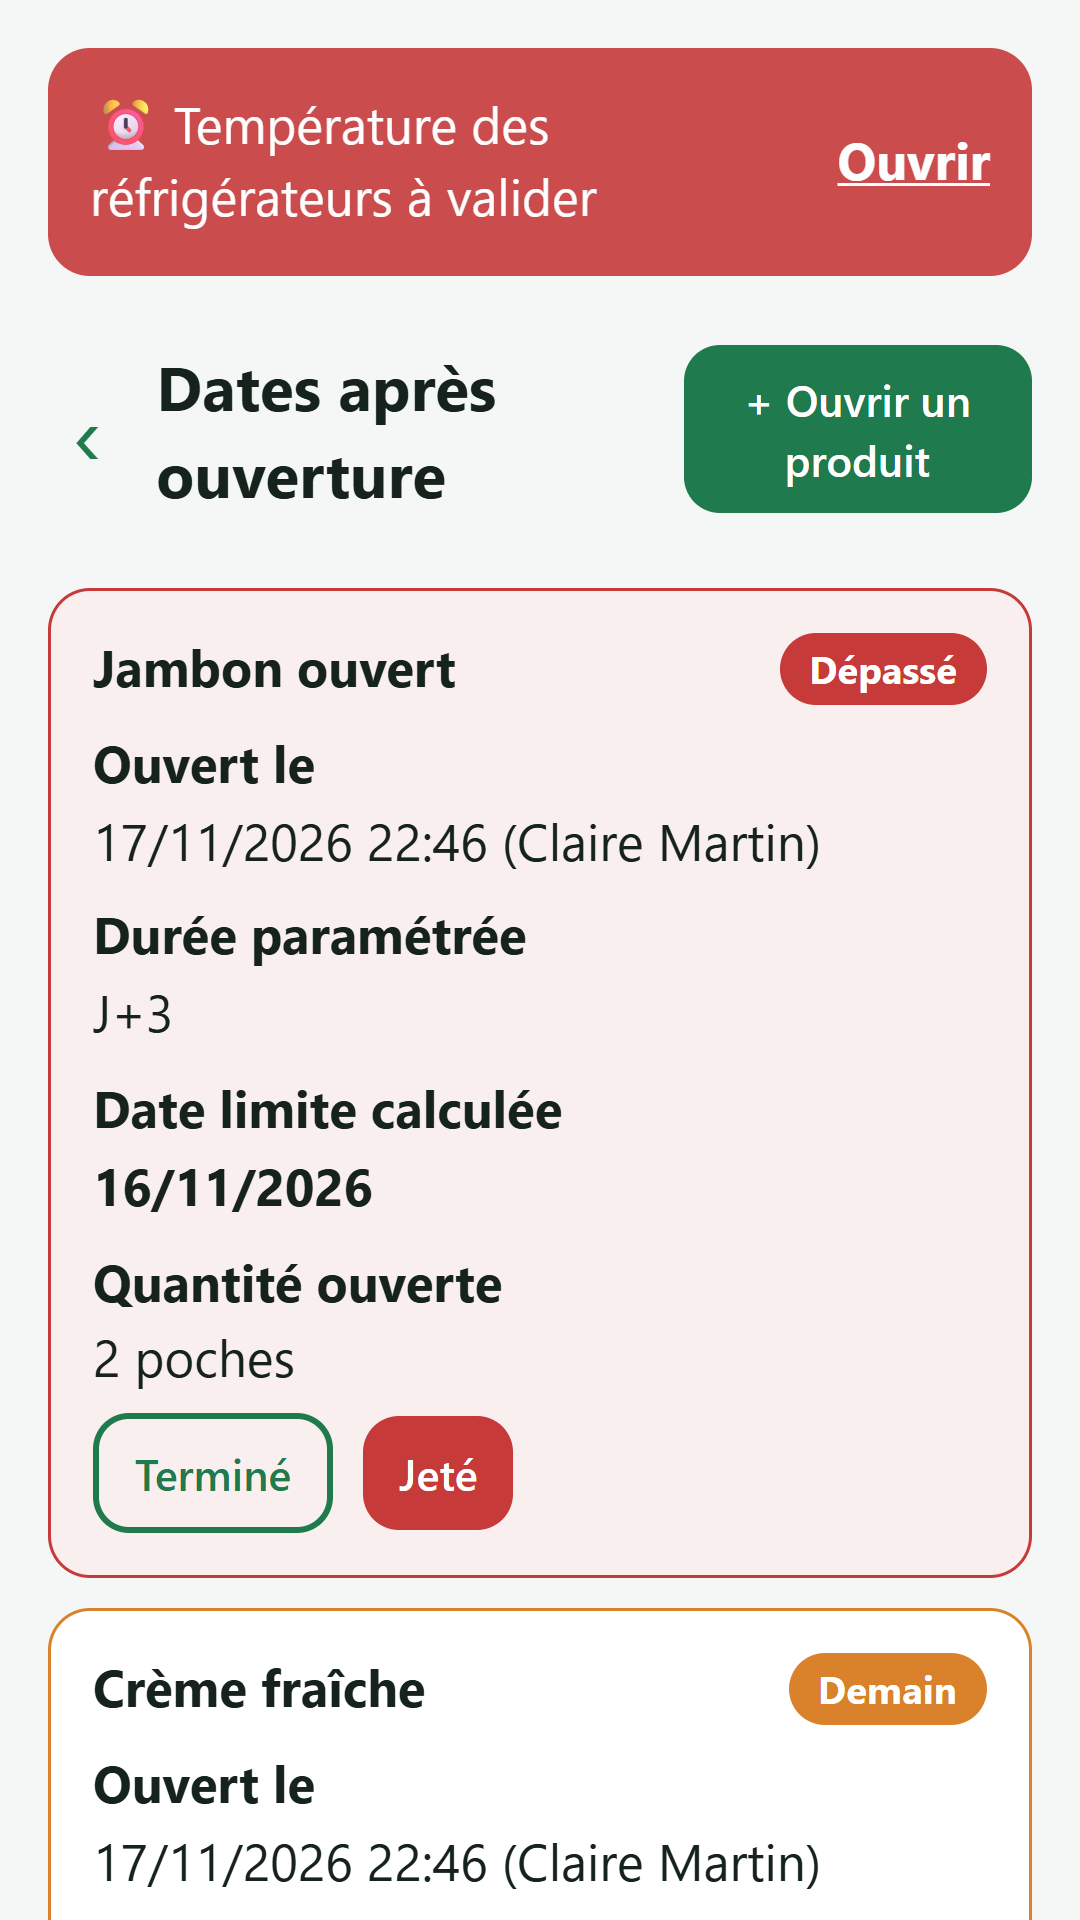 ⏰ Température des
réfrigérateurs à valider
Ouvrir
‹
Dates après
ouverture
+ Ouvrir un
produit
Jambon ouvert
Dépassé
Ouvert le
17/11/2026 22:46 (Claire Martin)
Durée paramétrée
J+3
Date limite calculée
16/11/2026
Quantité ouverte
2 poches
Terminé
Jeté
Crème fraîche
Demain
Ouvert le
17/11/2026 22:46 (Claire Martin)